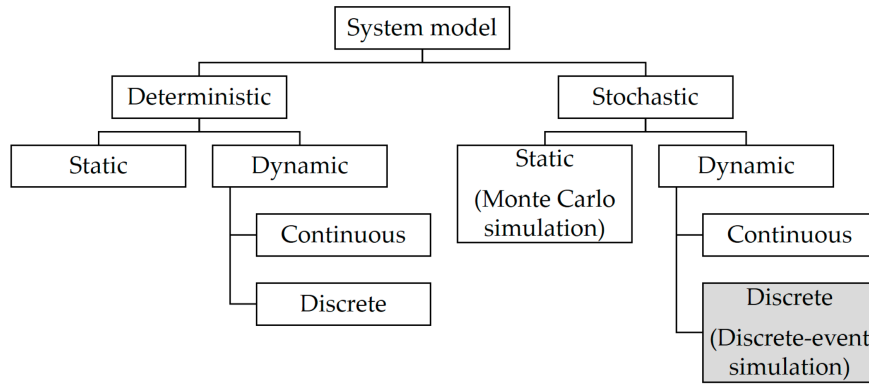 System model
Deterministic
Stochastic
Static
Dynamic
Static
(Monte Carlo
simulation)
Dynamic
Continuous
Discrete
Continuous
Discrete
(Discrete-event
simulation)